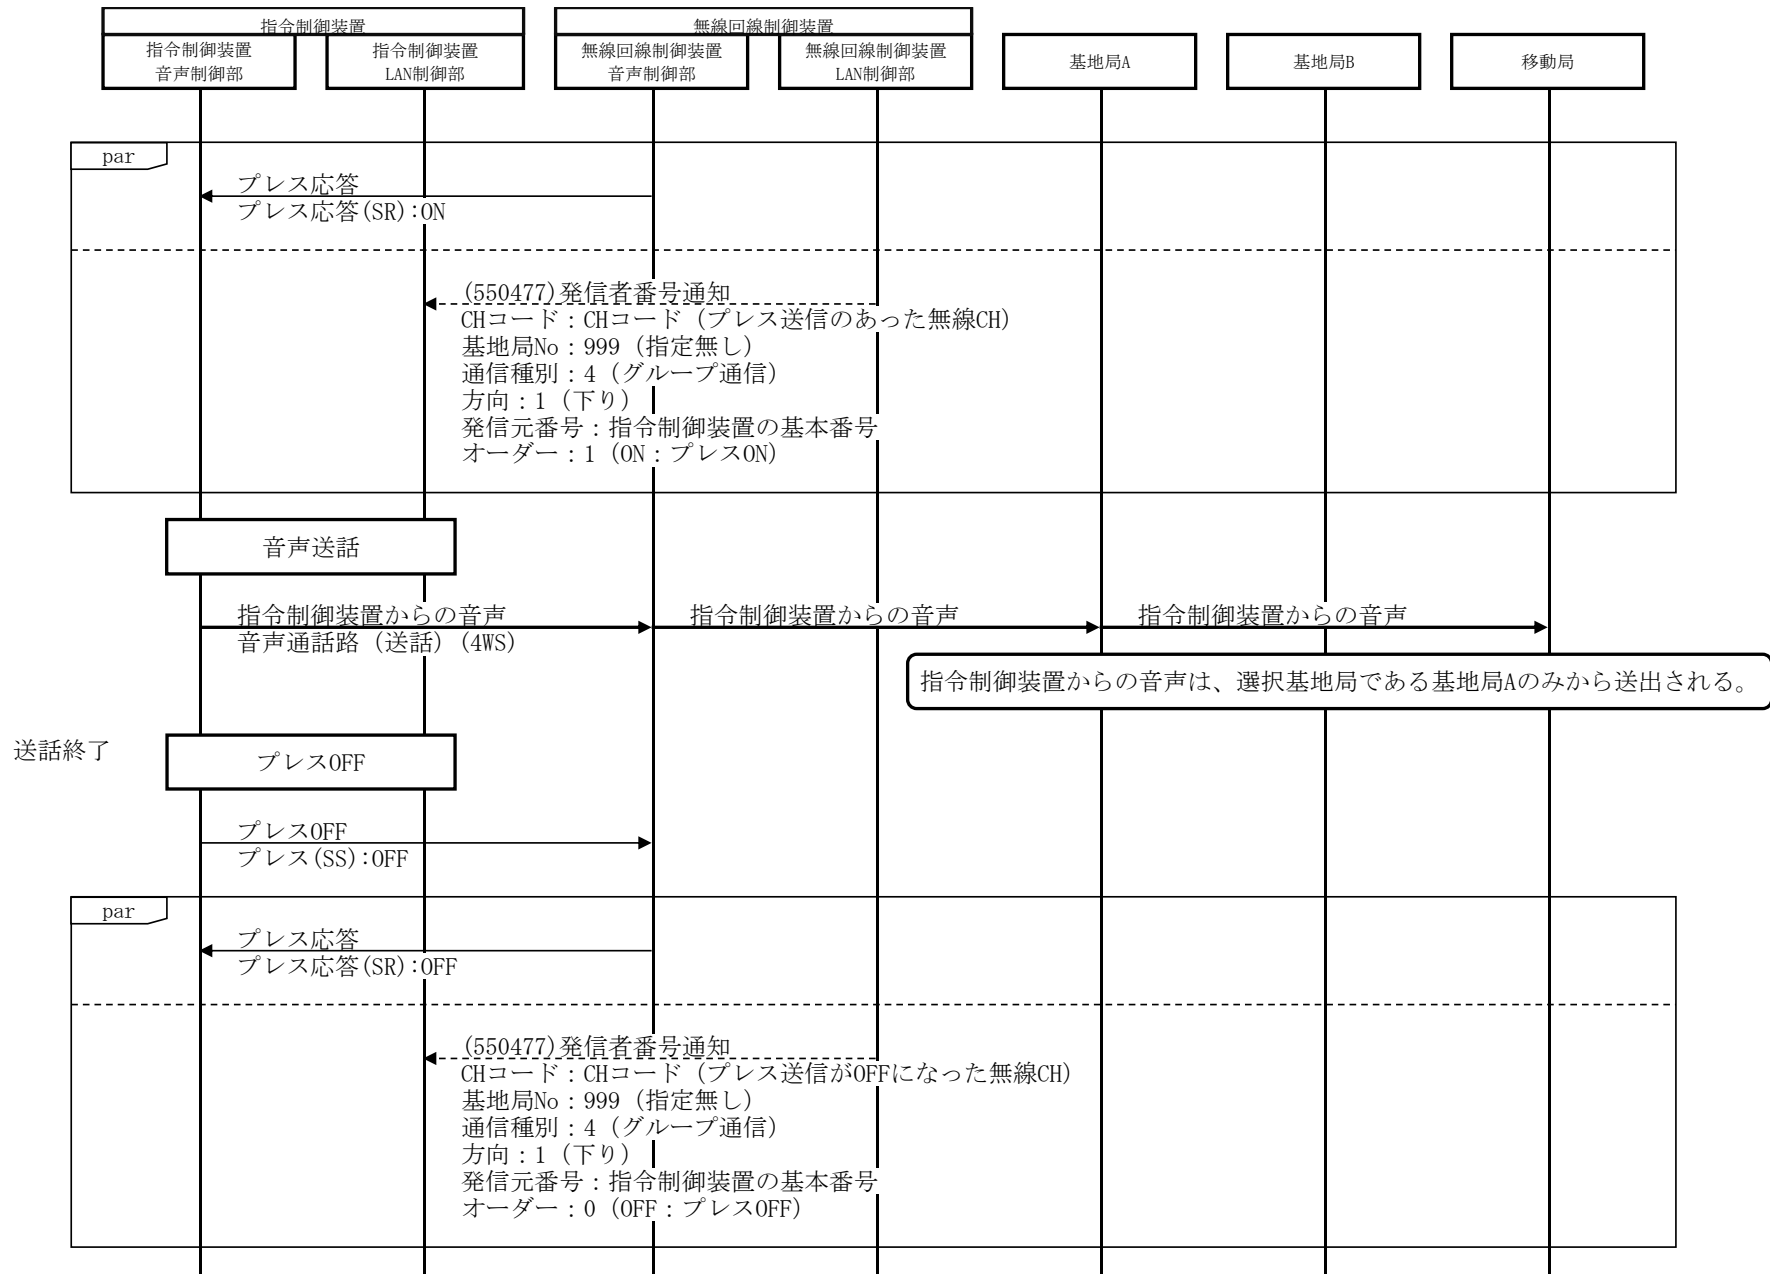 指令制御装置
無線回線制御装置
指令制御装置
音声制御部
指令制御装置
LAN制御部
無線回線制御装置
音声制御部
無線回線制御装置
LAN制御部
基地局A
基地局B
移動局
par
プレス応答
プレス応答(SR):ON
(550477)発信者番号通知
CHコード：CHコード（プレス送信のあった無線CH）
基地局No：999（指定無し）
通信種別：4（グループ通信）
方向：1（下り）
発信元番号：指令制御装置の基本番号
オーダー：1（ON：プレスON）
音声送話
指令制御装置からの音声
音声通話路（送話）(4WS)
指令制御装置からの音声
指令制御装置からの音声
指令制御装置からの音声は、選択基地局である基地局Aのみから送出される。
送話終了
プレスOFF
プレスOFF
プレス(SS):OFF
par
プレス応答
プレス応答(SR):OFF
(550477)発信者番号通知
CHコード：CHコード（プレス送信がOFFになった無線CH）
基地局No：999（指定無し）
通信種別：4（グループ通信）
方向：1（下り）
発信元番号：指令制御装置の基本番号
オーダー：0（OFF：プレスOFF）